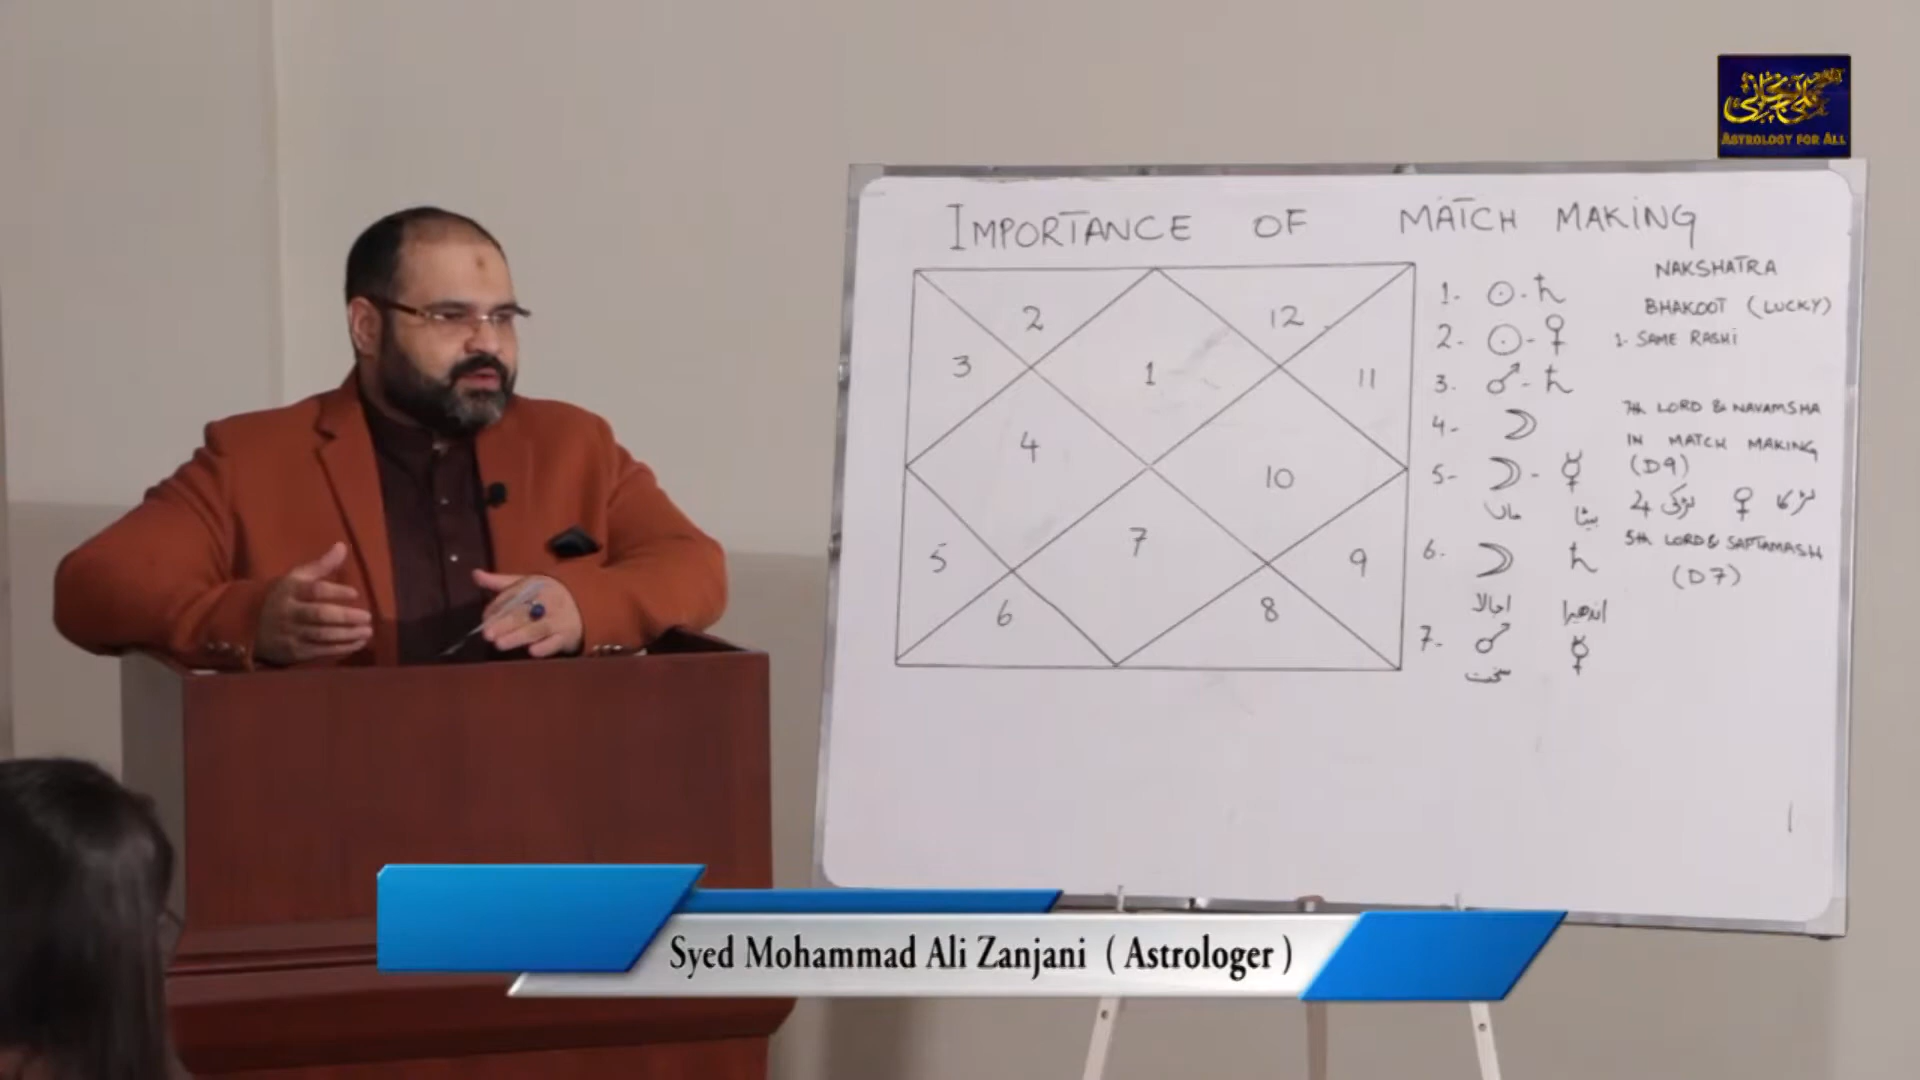 ASTROLOGY FOR ALL
IMPORTANCE OF MATCH MAKING
2
12
3
1
11
4
10
5
7
9
6
8
1- ☉-♄
2- ☉-♀
3- ♂-♄
4- ☽
5- ☽-☿
ماں بیٹا
6- ☽ ♄
اجالا اندھیرا
7- ♂ ☿
سخت
NAKSHATRA
BHAKOOT (LUCKY)
1- SAME RASHI
7th LORD & NAVAMSHA
IN MATCH MAKING
(D9)
لڑکا ♀ لڑکی ♃
5th LORD & SAPTAMASH
(D7)
Syed Mohammad Ali Zanjani ( Astrologer )